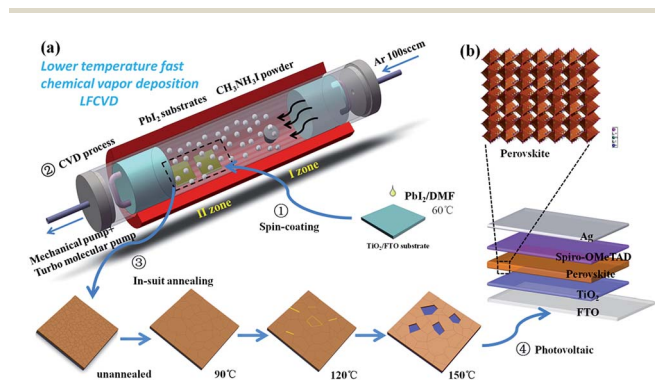 (a)
Lower temperature fast
chemical vapor deposition
LFCVD
PbI₂ substrates
CH₃NH₃I powder
Ar 100sccm
② CVD process
I zone
II zone
Mechanical pump+
Turbo molecular pump
①
Spin-coating
PbI₂/DMF
60℃
TiO₂/FTO substrate
③
In-suit annealing
unannealed
90℃
120℃
150℃
④ Photovoltaic
(b)
Perovskite
Ag
Spiro-OMeTAD
Perovskite
TiO₂
FTO